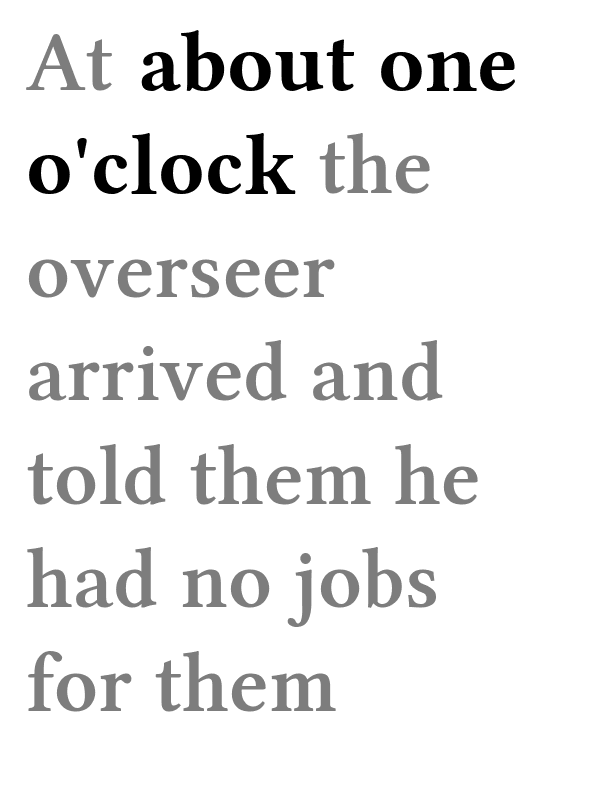 At about one
o'clock the
overseer
arrived and
told them he
had no jobs
for them